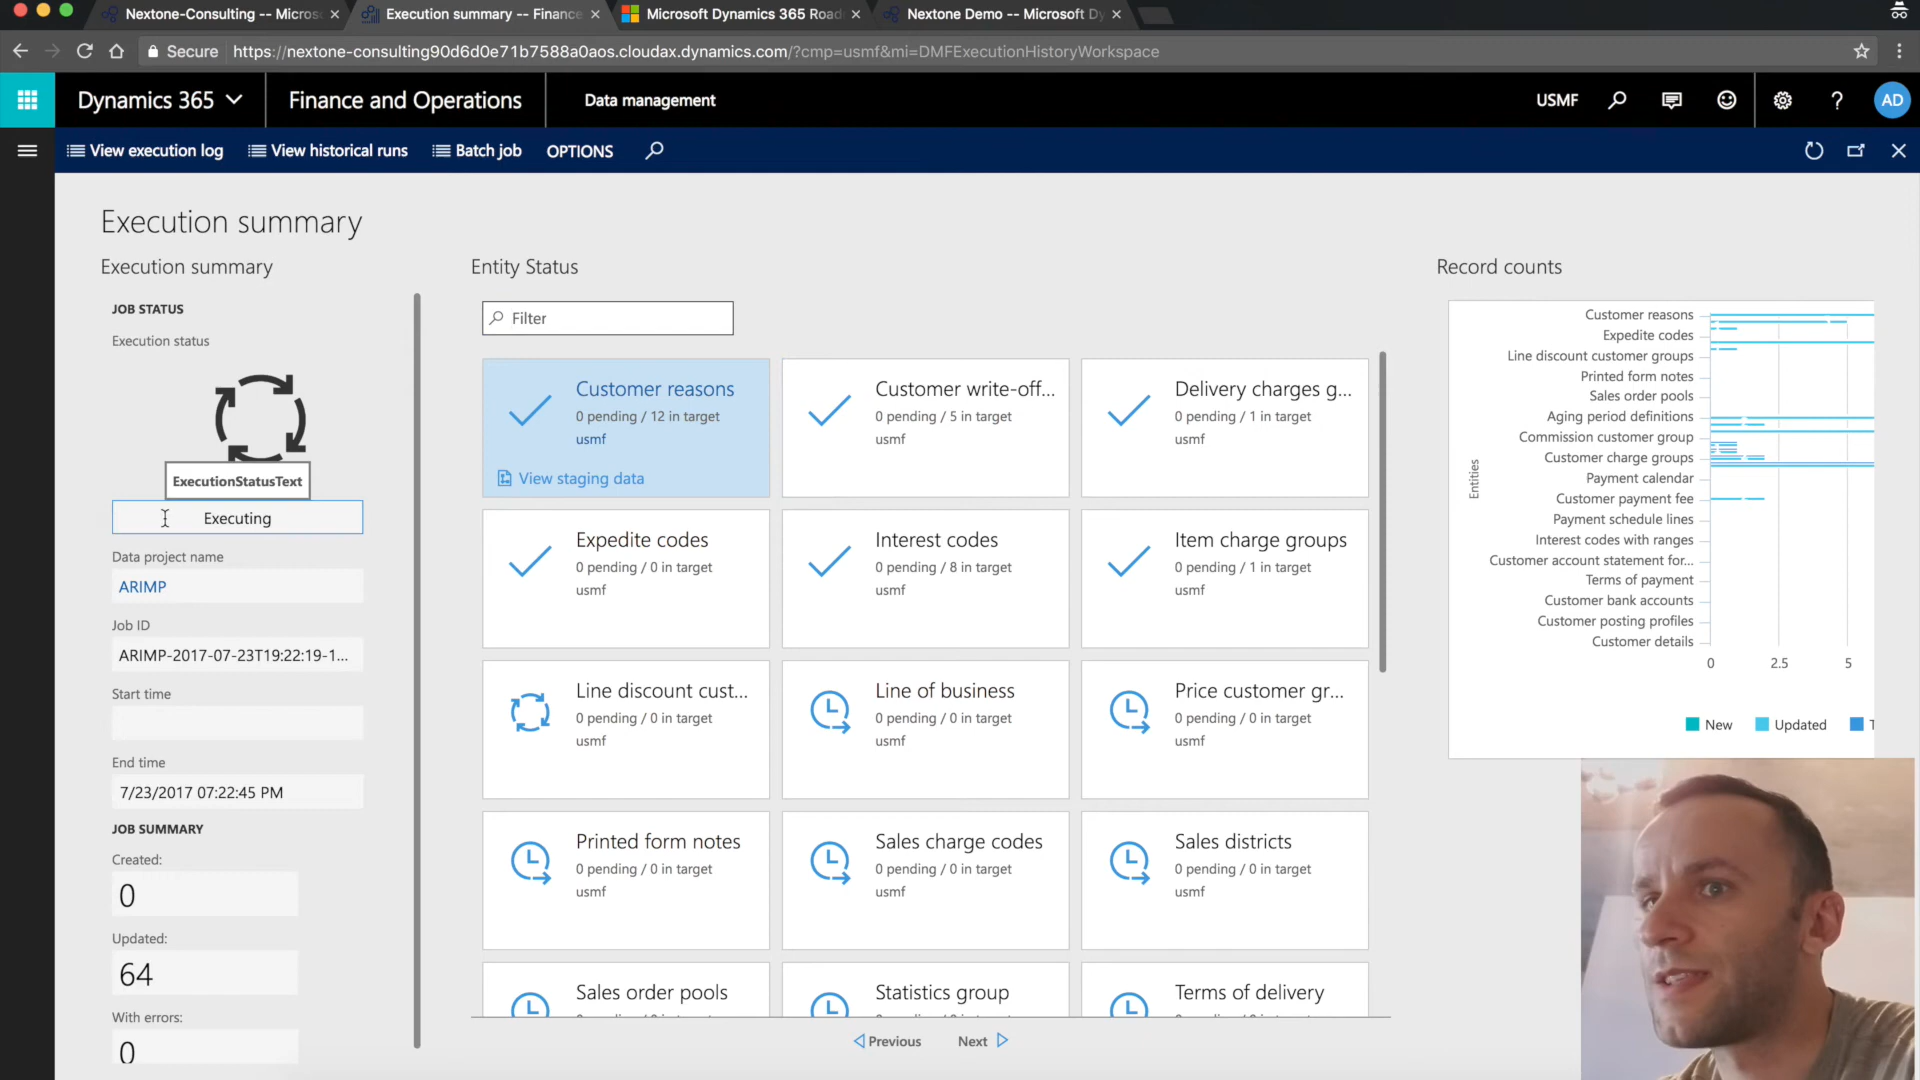 Nextone-Consulting -- Micros
Execution summary -- Finance
Microsoft Dynamics 365 Road
Nextone Demo -- Microsoft Dy
Secure
https://nextone-consulting90d6d0e71b7588a0aos.cloudax.dynamics.com/?cmp=usmf&mi=DMFExecutionHistoryWorkspace
Dynamics 365
Finance and Operations
Data management
USMF
?
AD
View execution log
View historical runs
Batch job
OPTIONS
Execution summary
Execution summary
JOB STATUS
Execution status
ExecutionStatusText
Executing
Data project name
ARIMP
Job ID
ARIMP-2017-07-23T19:22:19-1...
Start time
End time
7/23/2017 07:22:45 PM
JOB SUMMARY
Created:
0
Updated:
64
With errors:
0
Entity Status
Filter
Customer reasons
0 pending / 12 in target
usmf
View staging data
Customer write-off...
0 pending / 5 in target
usmf
Delivery charges g...
0 pending / 1 in target
usmf
Expedite codes
0 pending / 0 in target
usmf
Interest codes
0 pending / 8 in target
usmf
Item charge groups
0 pending / 1 in target
usmf
Line discount cust...
0 pending / 0 in target
usmf
Line of business
0 pending / 0 in target
usmf
Price customer gr...
0 pending / 0 in target
usmf
Printed form notes
0 pending / 0 in target
usmf
Sales charge codes
0 pending / 0 in target
usmf
Sales districts
0 pending / 0 in target
usmf
Sales order pools
Statistics group
Terms of delivery
Previous
Next
Record counts
Entities
Customer reasons
Expedite codes
Line discount customer groups
Printed form notes
Sales order pools
Aging period definitions
Commission customer group
Customer charge groups
Payment calendar
Customer payment fee
Payment schedule lines
Interest codes with ranges
Customer account statement for...
Terms of payment
Customer bank accounts
Customer posting profiles
Customer details
0
2.5
5
New
Updated